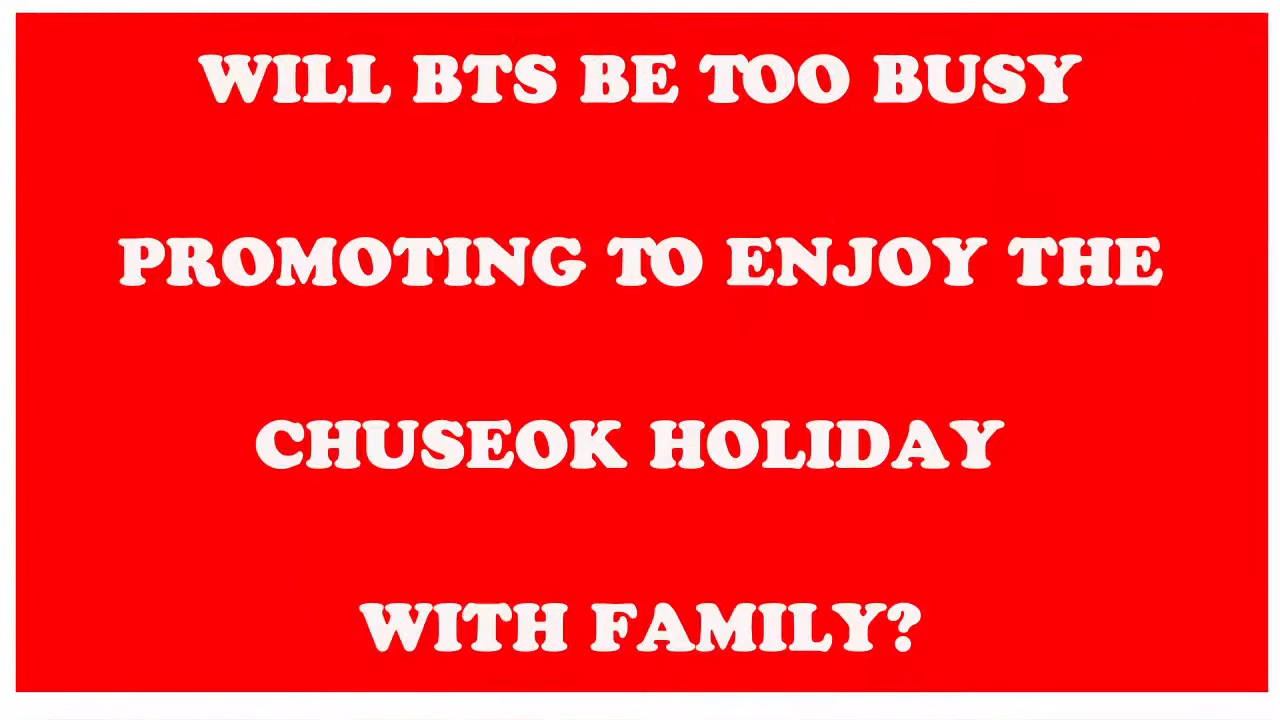 WILL BTS BE TOO BUSY
PROMOTING TO ENJOY THE
CHUSEOK HOLIDAY
WITH FAMILY?